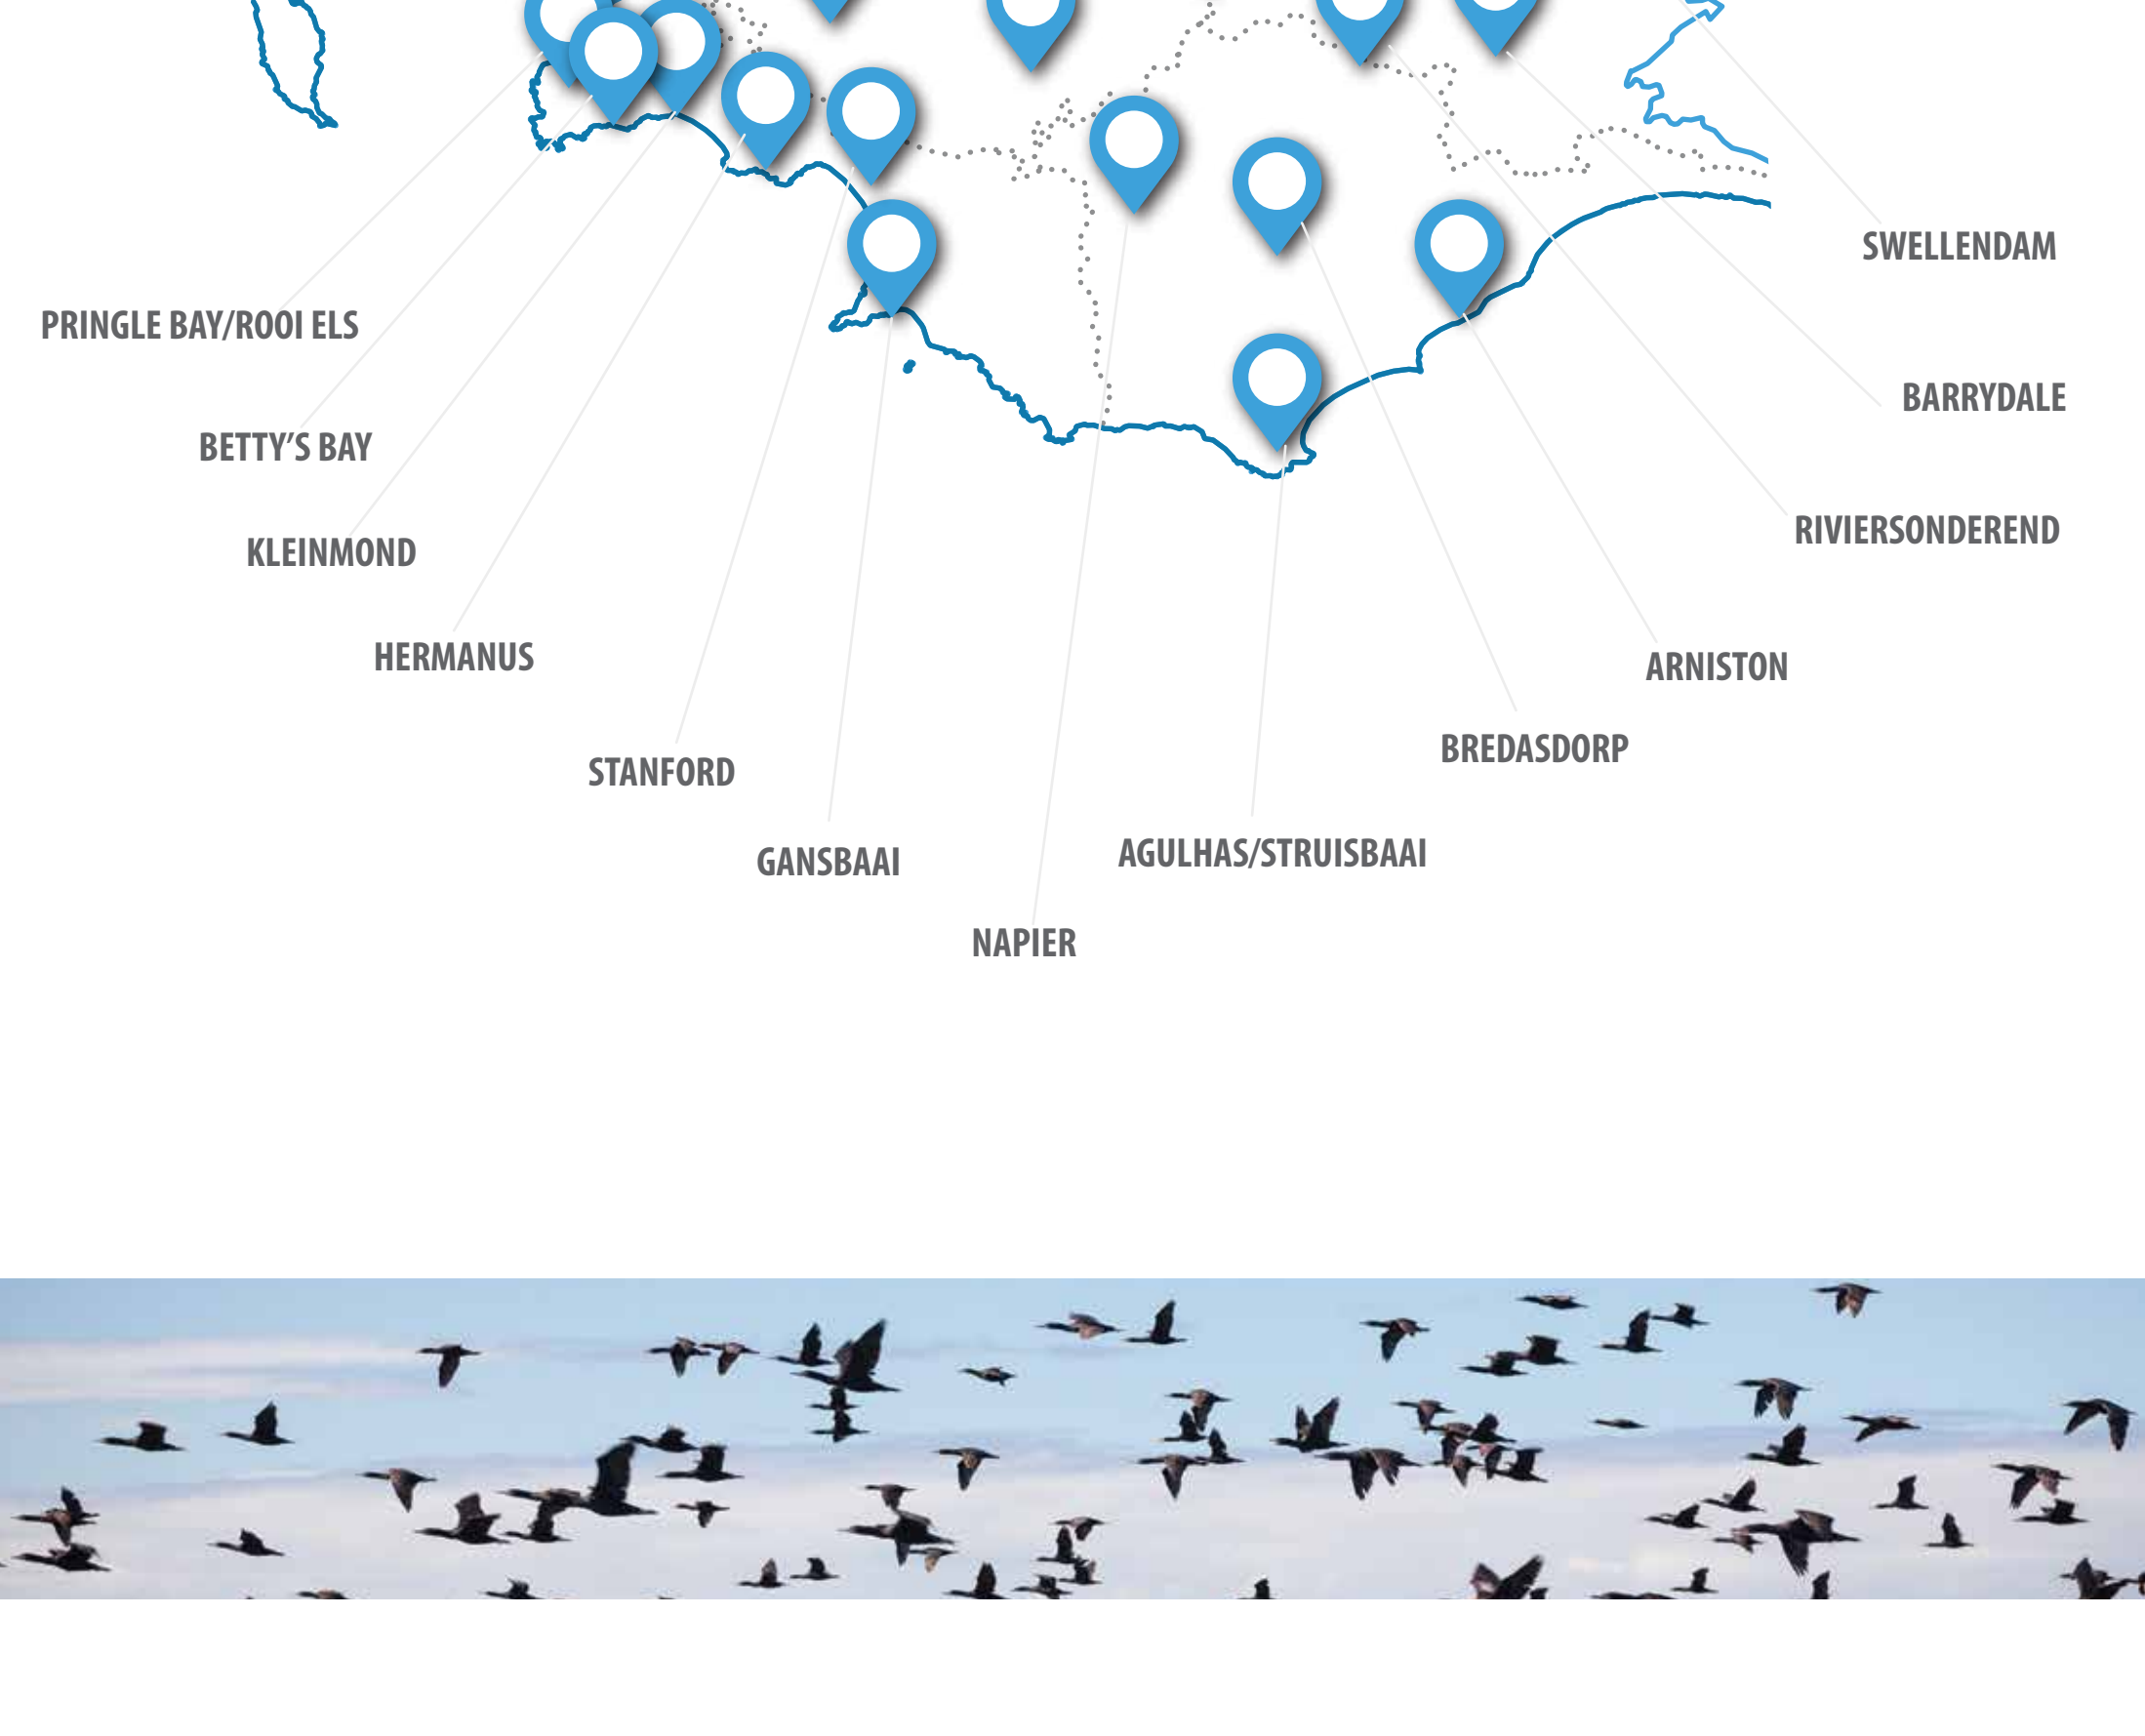 SWELLENDAM
PRINGLE BAY/ROOI ELS
BARRYDALE
BETTY’S BAY
RIVIERSONDEREND
KLEINMOND
HERMANUS
ARNISTON
BREDASDORP
STANFORD
AGULHAS/STRUISBAAI
GANSBAAI
NAPIER